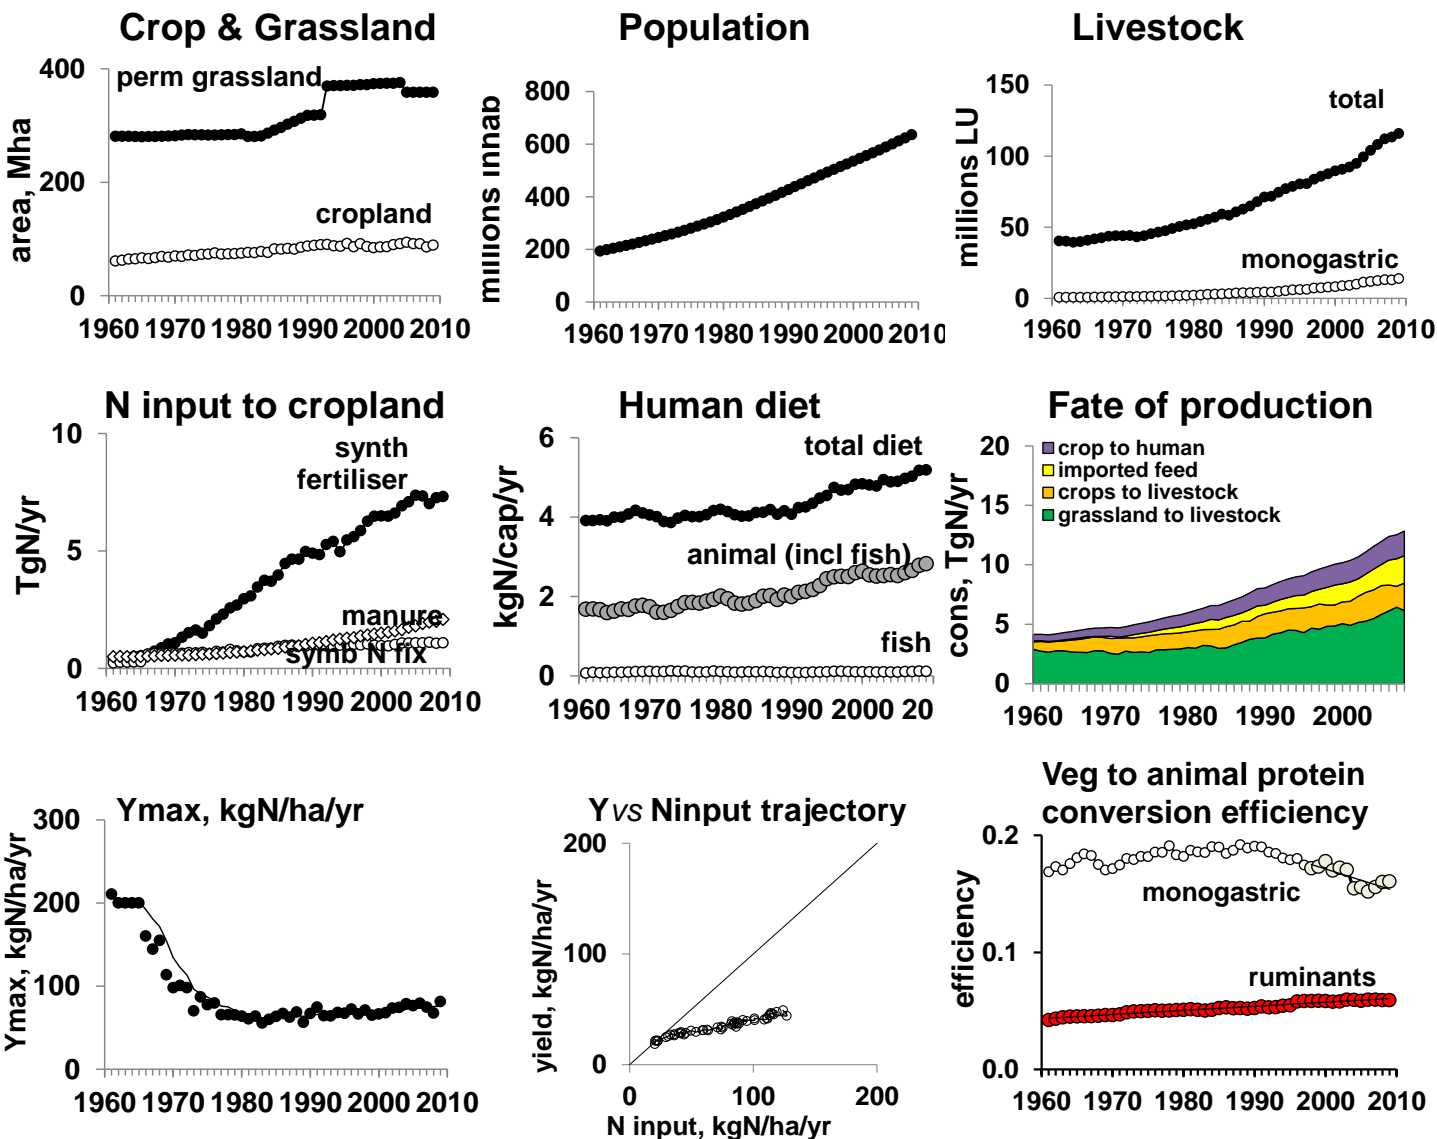 Crop & Grassland
400
perm grassland
200
cropland
0
area, Mha
1960 1970 1980 1990 2000 2010
Population
800
600
400
200
0
millions inhab
1960 1970 1980 1990 2000 2010
Livestock
150
total
100
50
monogastric
0
millions LU
1960 1970 1980 1990 2000 2010
N input to cropland
10
synth
fertiliser
5
manure
symb N fix
0
TgN/yr
1960 1970 1980 1990 2000 2010
Human diet
6
total diet
4
animal (incl fish)
2
fish
0
kgN/cap/yr
1960 1970 1980 1990 2000 20
Fate of production
20
crop to human
imported feed
15
crops to livestock
grassland to livestock
10
5
0
cons, TgN/yr
1960 1970 1980 1990 2000
Ymax, kgN/ha/yr
300
200
100
0
Ymax, kgN/ha/yr
1960 1970 1980 1990 2000 2010
Y vs Ninput trajectory
200
100
0
yield, kgN/ha/yr
0 100 200
N input, kgN/ha/yr
Veg to animal protein
conversion efficiency
0.2
monogastric
0.1
ruminants
0.0
efficiency
1960 1970 1980 1990 2000 2010